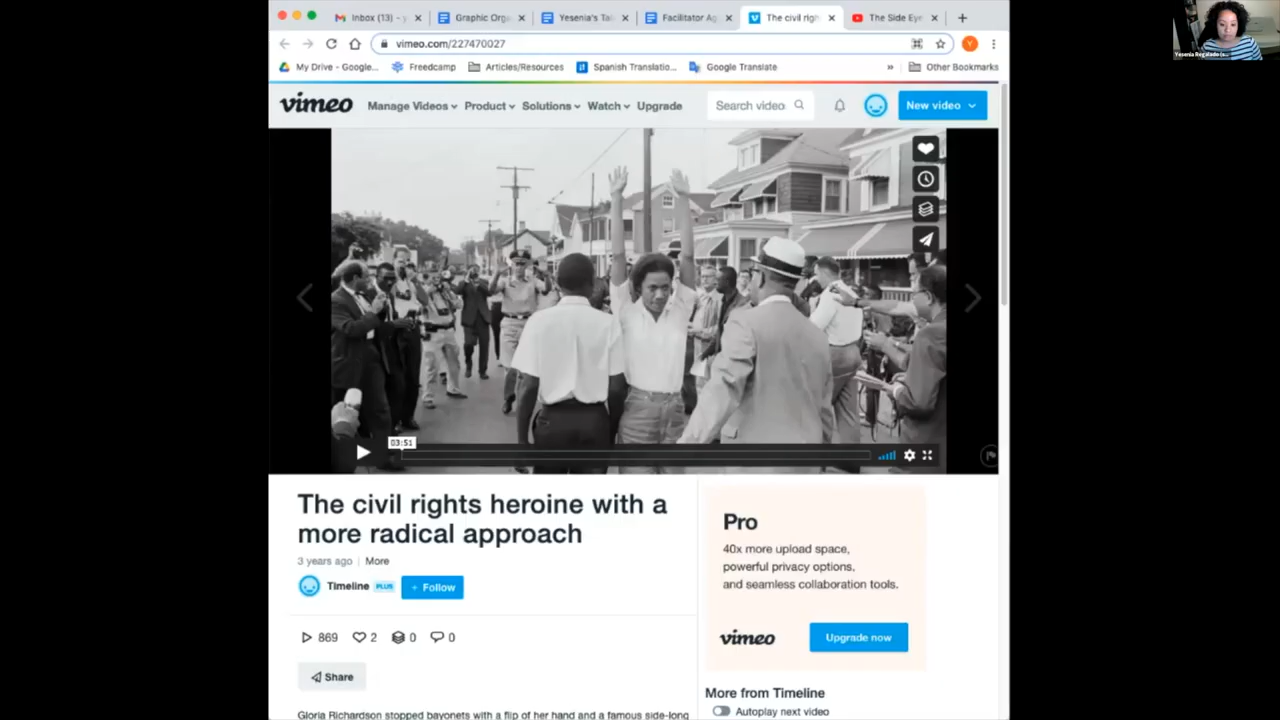 Inbox (13) - y
Graphic Orga
Yesenia's Tal
Facilitator Ag
The civil righ
The Side Eye
vimeo.com/227470027
Y
My Drive - Google...
Freedcamp
Articles/Resources
Spanish Translatio...
Google Translate
»
Other Bookmarks
vimeo
Manage Videos
Product
Solutions
Watch
Upgrade
Search video
New video
03:51
The civil rights heroine with a
more radical approach
3 years ago | More
Timeline PLUS
+ Follow
869
2
0
0
Share
Gloria Richardson stopped bayonets with a flip of her hand and a famous side-long
Pro
40x more upload space,
powerful privacy options,
and seamless collaboration tools.
vimeo
Upgrade now
More from Timeline
Autoplay next video